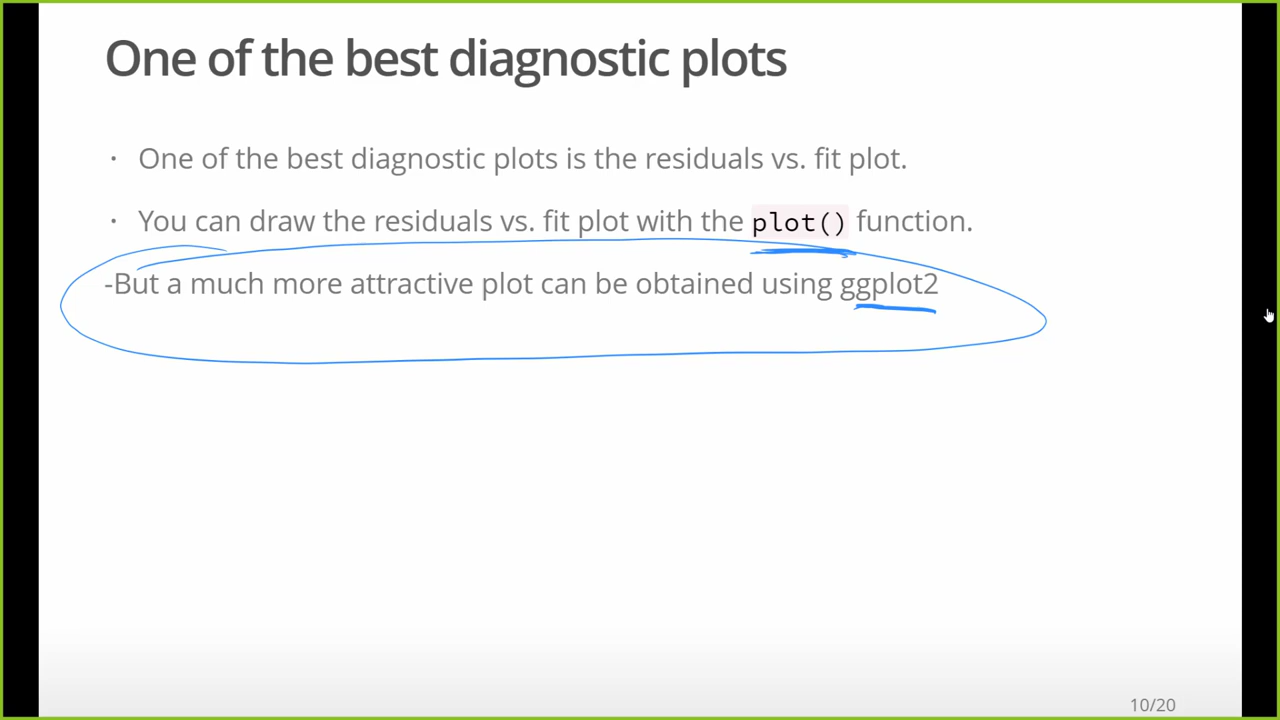 One of the best diagnostic plots
· One of the best diagnostic plots is the residuals vs. fit plot.
· You can draw the residuals vs. fit plot with the plot() function.
-But a much more attractive plot can be obtained using ggplot2
10/20